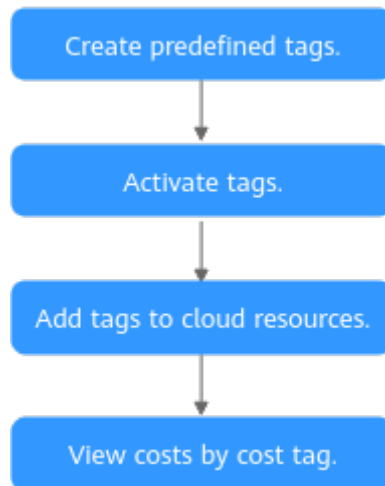 Create predefined tags.
Activate tags.
Add tags to cloud resources.
View costs by cost tag.